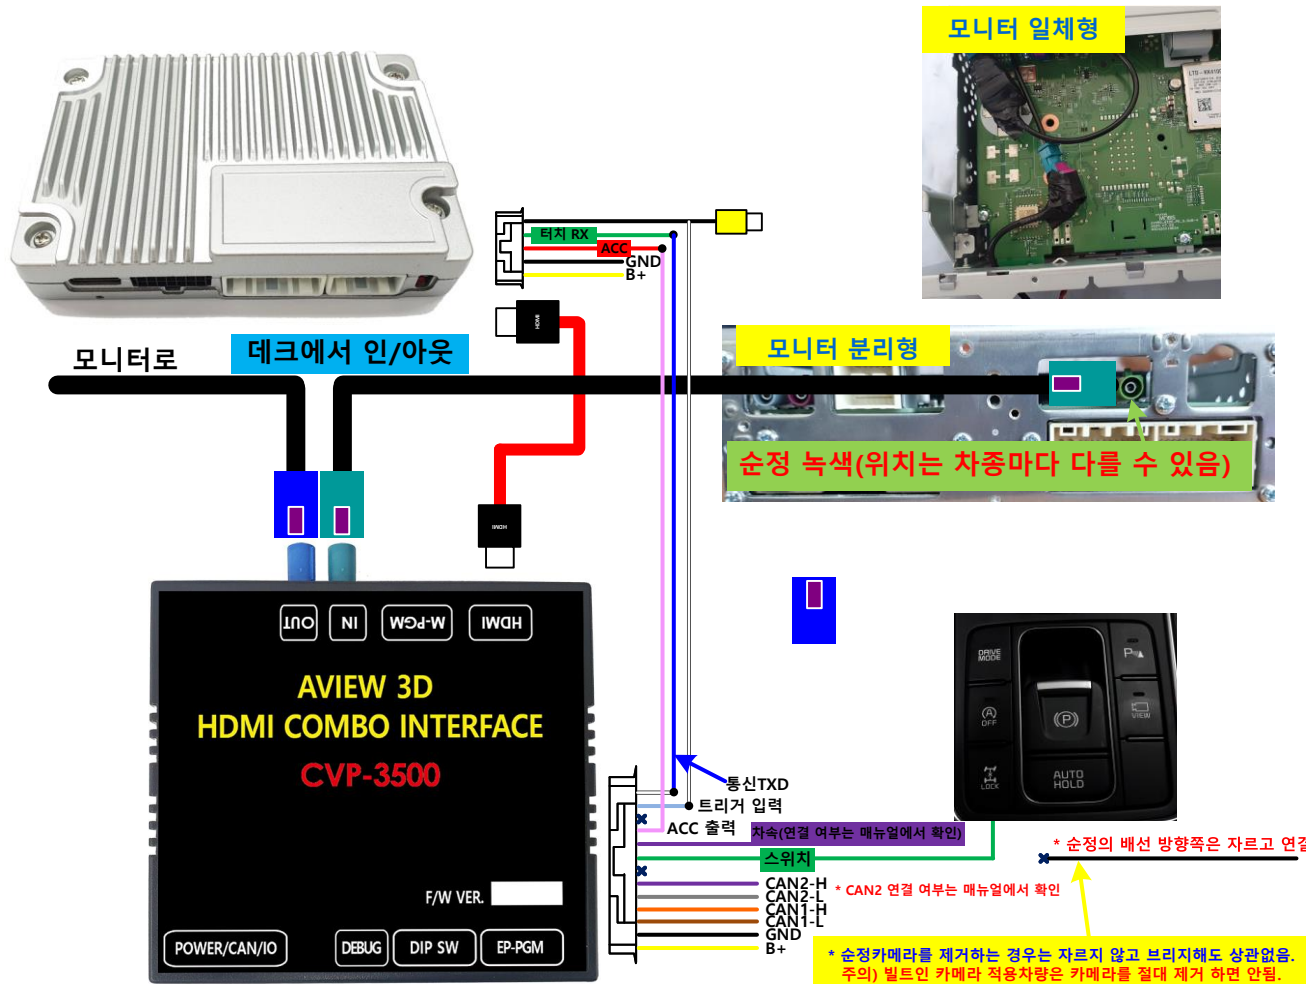 모니터 일체형
터치 RX
ACC
GND
B+
HDMI
모니터로
데크에서 인/아웃
모니터 분리형
순정 녹색(위치는 차종마다 다를 수 있음)
HDMI
OUT
IN
M-PGM
HDMI
AVIEW 3D
HDMI COMBO INTERFACE
CVP-3500
F/W VER.
POWER/CAN/IO
DEBUG
DIP SW
EP-PGM
통신TXD
트리거 입력
ACC 출력
차속(연결 여부는 매뉴얼에서 확인)
스위치
CAN2-H
CAN2-L
CAN1-H
CAN1-L
GND
B+
* CAN2 연결 여부는 매뉴얼에서 확인
DRIVE
MODE
OFF
LOCK
(P)
AUTO
HOLD
P
VIEW
* 순정의 배선 방향쪽은 자르고 연결
* 순정카메라를 제거하는 경우는 자르지 않고 브리지해도 상관없음.
주의) 빌트인 카메라 적용차량은 카메라를 절대 제거 하면 안됨.